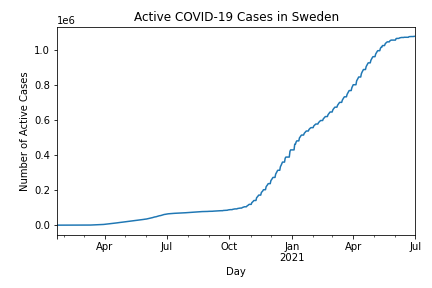 Active COVID-19 Cases in Sweden
1e6
Number of Active Cases
1.0
0.8
0.6
0.4
0.2
0.0
Apr Jul Oct Jan Apr Jul
2021
Day